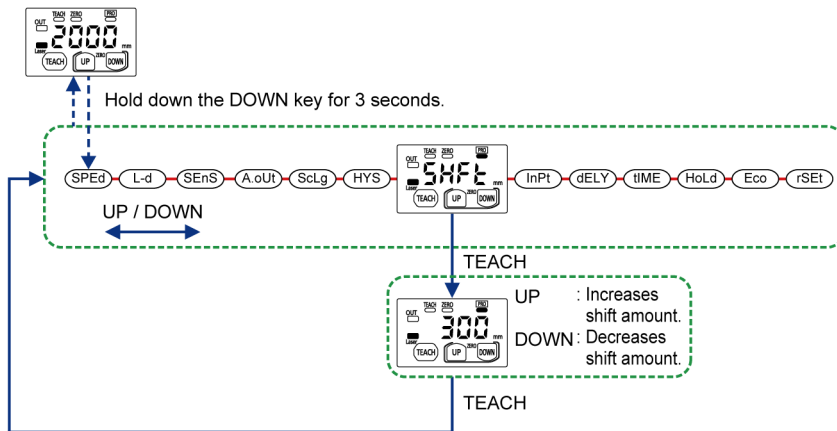 TEACH ZERO PRO
OUT
2000
mm
Laser
ZERO
TEACH UP DOWN
Hold down the DOWN key for 3 seconds.
SPEd L-d SEnS A.oUt ScLg HYS
TEACH ZERO PRO
OUT
SHFt
mm
Laser
ZERO
TEACH UP DOWN
InPt dELY tIME HoLd Eco rSEt
UP / DOWN
TEACH
TEACH ZERO PRO
OUT
300
mm
Laser
ZERO
TEACH UP DOWN
UP : Increases
shift amount.
DOWN : Decreases
shift amount.
TEACH